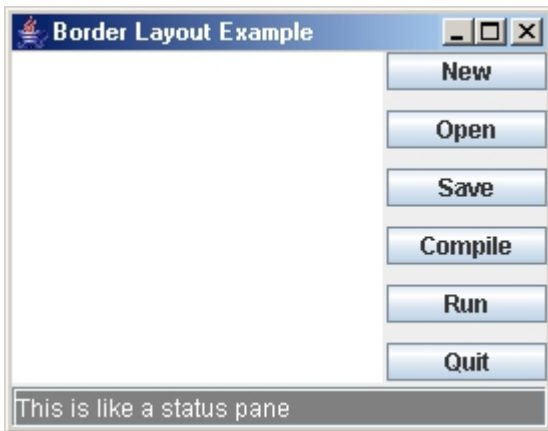 Border Layout Example
New
Open
Save
Compile
Run
Quit
This is like a status pane